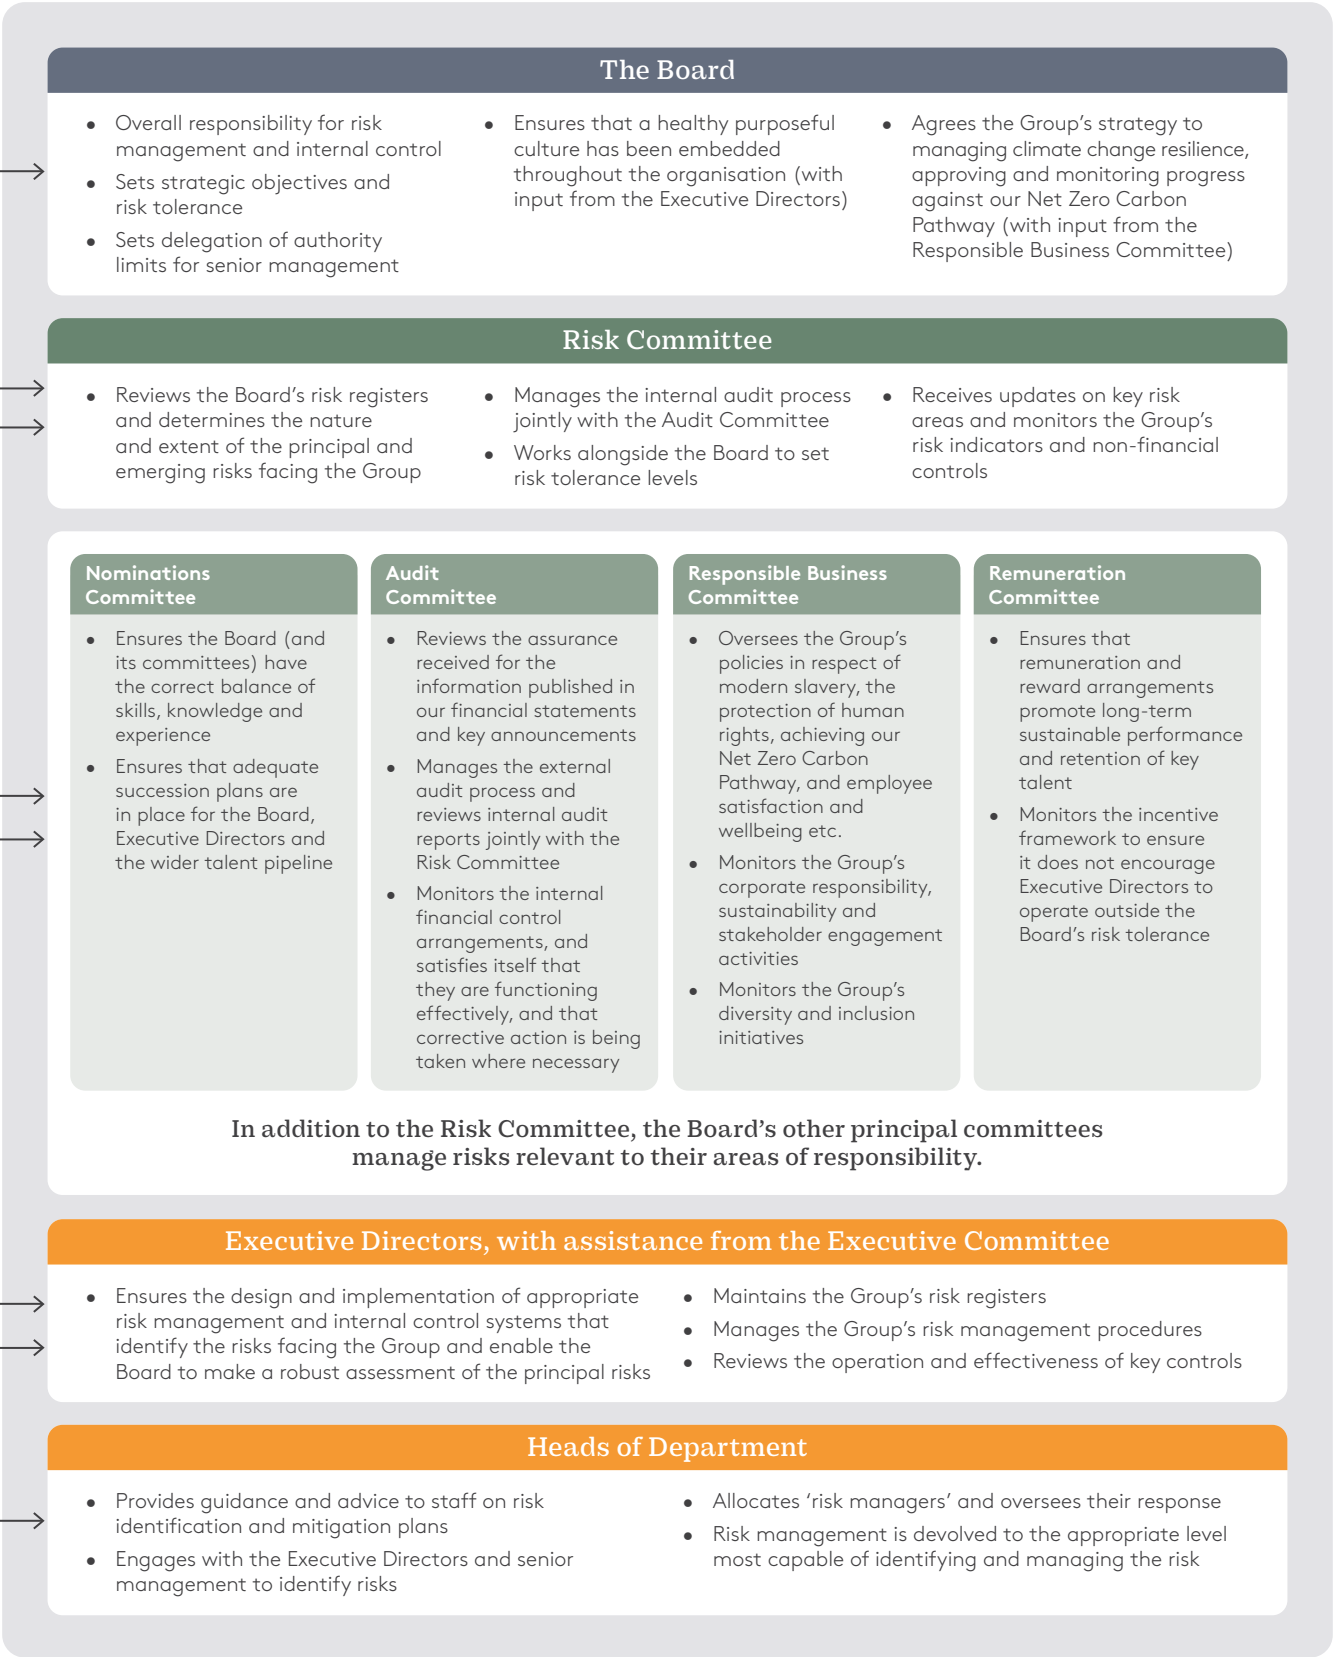 The Board
• Overall responsibility for risk
management and internal control
• Sets strategic objectives and
risk tolerance
• Sets delegation of authority
limits for senior management
• Ensures that a healthy purposeful
culture has been embedded
throughout the organisation (with
input from the Executive Directors)
• Agrees the Group’s strategy to
managing climate change resilience,
approving and monitoring progress
against our Net Zero Carbon
Pathway (with input from the
Responsible Business Committee)
Risk Committee
• Reviews the Board’s risk registers
and determines the nature
and extent of the principal and
emerging risks facing the Group
• Manages the internal audit process
jointly with the Audit Committee
• Works alongside the Board to set
risk tolerance levels
• Receives updates on key risk
areas and monitors the Group’s
risk indicators and non-financial
controls
Nominations
Committee
• Ensures the Board (and
its committees) have
the correct balance of
skills, knowledge and
experience
• Ensures that adequate
succession plans are
in place for the Board,
Executive Directors and
the wider talent pipeline
Audit
Committee
• Reviews the assurance
received for the
information published in
our financial statements
and key announcements
• Manages the external
audit process and
reviews internal audit
reports jointly with the
Risk Committee
• Monitors the internal
financial control
arrangements, and
satisfies itself that
they are functioning
effectively, and that
corrective action is being
taken where necessary
Responsible Business
Committee
• Oversees the Group’s
policies in respect of
modern slavery, the
protection of human
rights, achieving our
Net Zero Carbon
Pathway, and employee
satisfaction and
wellbeing etc.
• Monitors the Group’s
corporate responsibility,
sustainability and
stakeholder engagement
activities
• Monitors the Group’s
diversity and inclusion
initiatives
Remuneration
Committee
• Ensures that
remuneration and
reward arrangements
promote long-term
sustainable performance
and retention of key
talent
• Monitors the incentive
framework to ensure
it does not encourage
Executive Directors to
operate outside the
Board’s risk tolerance
In addition to the Risk Committee, the Board’s other principal committees
manage risks relevant to their areas of responsibility.
Executive Directors, with assistance from the Executive Committee
• Ensures the design and implementation of appropriate
risk management and internal control systems that
identify the risks facing the Group and enable the
Board to make a robust assessment of the principal risks
• Maintains the Group’s risk registers
• Manages the Group’s risk management procedures
• Reviews the operation and effectiveness of key controls
Heads of Department
• Provides guidance and advice to staff on risk
identification and mitigation plans
• Engages with the Executive Directors and senior
management to identify risks
• Allocates ‘risk managers’ and oversees their response
• Risk management is devolved to the appropriate level
most capable of identifying and managing the risk